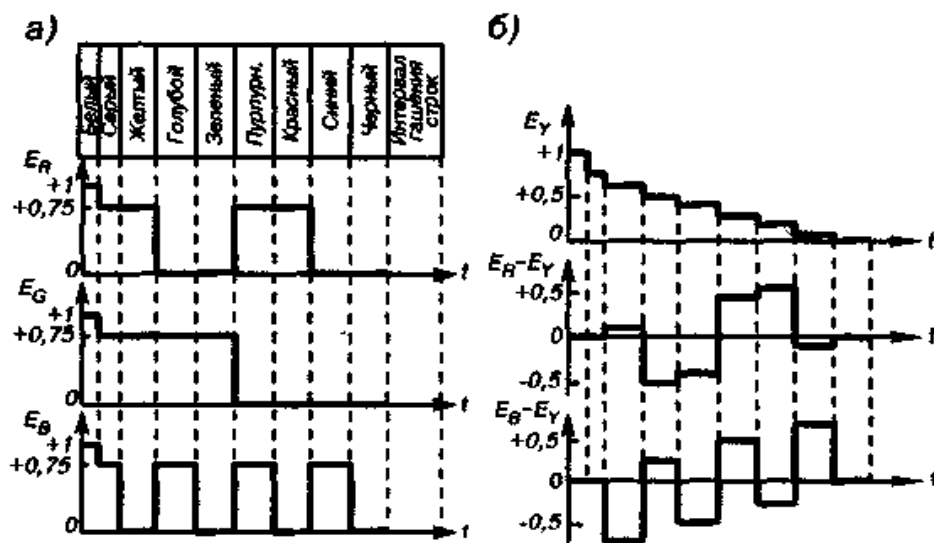 а)
Белый
Серый
Желтый
Голубой
Зеленый
Пурпурн.
Красный
Синий
Черный
Интервал
гашения
строк
E_R
+1
+0,75
0
t
E_G
+1
+0,75
0
t
E_B
+1
+0,75
0
t
б)
E_Y
+1
+0,5
0
t
E_R-E_Y
+0,5
0
-0,5
t
E_B-E_Y
+0,5
0
-0,5
t